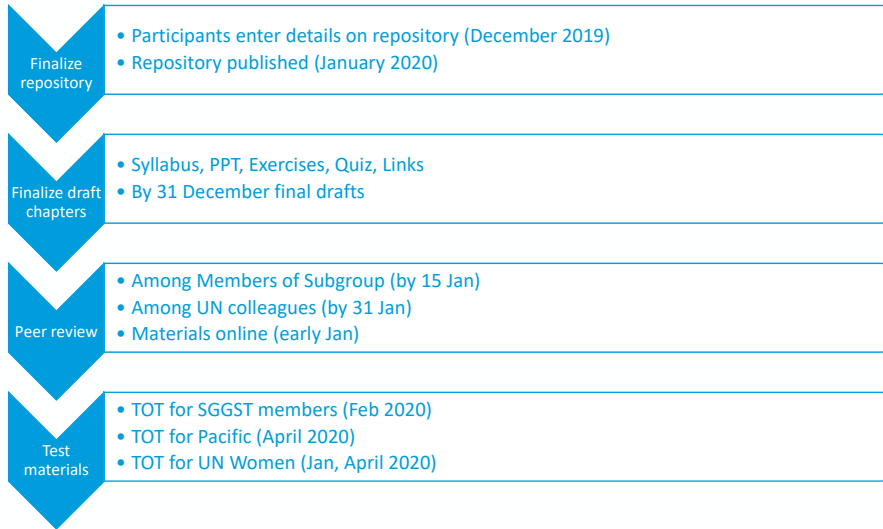 Finalize
repository
• Participants enter details on repository (December 2019)
• Repository published (January 2020)
Finalize draft
chapters
• Syllabus, PPT, Exercises, Quiz, Links
• By 31 December final drafts
Peer review
• Among Members of Subgroup (by 15 Jan)
• Among UN colleagues (by 31 Jan)
• Materials online (early Jan)
Test
materials
• TOT for SGGST members (Feb 2020)
• TOT for Pacific (April 2020)
• TOT for UN Women (Jan, April 2020)